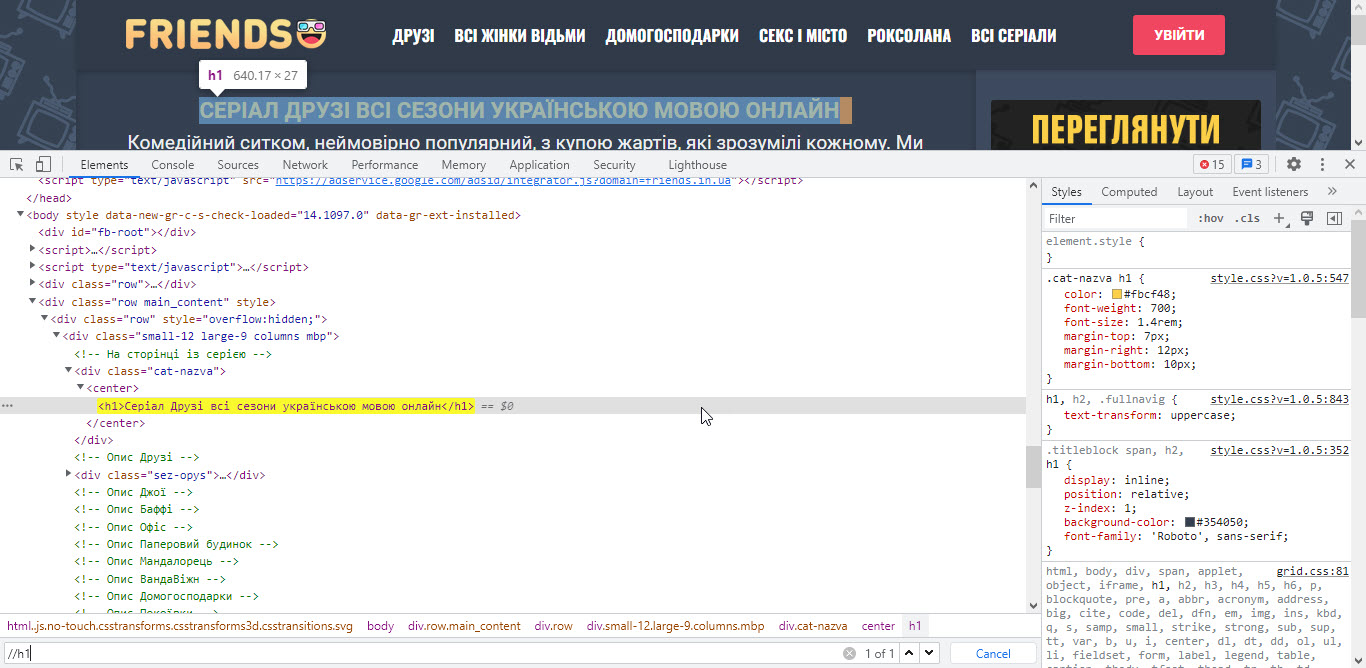 FRIENDS
ДРУЗІ ВСІ ЖІНКИ ВІДЬМИ ДОМОГОСПОДАРКИ СЕКС І МІСТО РОКСОЛАНА ВСІ СЕРІАЛИ
УВІЙТИ
h1 640.17 × 27
СЕРІАЛ ДРУЗІ ВСІ СЕЗОНИ УКРАЇНСЬКОЮ МОВОЮ ОНЛАЙН
Комедійний ситком, неймовірно популярний, з купою жартів, які зрозумілі кожному. Ми
ПЕРЕГЛЯНУТИ
Elements Console Sources Network Performance Memory Application Security Lighthouse
15 3
<script type="text/javascript" src="https://adservice.google.com/adsid/integrator.js?domain=friends.in.ua"></script>
</head>
<body style data-new-gr-c-s-check-loaded="14.1097.0" data-gr-ext-installed>
<div id="fb-root"></div>
<script>…</script>
<script type="text/javascript">…</script>
<div class="row">…</div>
<div class="row main_content" style>
<div class="row" style="overflow:hidden;">
<div class="small-12 large-9 columns mbp">
<!-- На сторінці із серією -->
<div class="cat-nazva">
<center>
<h1>Серіал Друзі всі сезони українською мовою онлайн</h1> == $0
</center>
</div>
<!-- Опис Друзі -->
<div class="sez-opys">…</div>
<!-- Опис Джої -->
<!-- Опис Баффі -->
<!-- Опис Офіс -->
<!-- Опис Паперовий будинок -->
<!-- Опис Мандалорець -->
<!-- Опис ВандаВіжн -->
<!-- Опис Домогосподарки -->
<!-- Опис Покоївки -->
html.js.no-touch.csstransforms.csstransforms3d.csstransitions.svg body div.row.main_content div.row div.small-12.large-9.columns.mbp div.cat-nazva center h1
//h1 1 of 1 Cancel
Styles Computed Layout Event listeners
Filter :hov .cls
element.style {
}
.cat-nazva h1 { style.css?v=1.0.5:547
color: #fbcf48;
font-weight: 700;
font-size: 1.4rem;
margin-top: 7px;
margin-right: 12px;
margin-bottom: 10px;
}
h1, h2, .fullnavig { style.css?v=1.0.5:843
text-transform: uppercase;
}
.titleblock span, h2, style.css?v=1.0.5:352
h1 {
display: inline;
position: relative;
z-index: 1;
background-color: #354050;
font-family: 'Roboto', sans-serif;
}
html, body, div, span, applet, grid.css:81
object, iframe, h1, h2, h3, h4, h5, h6, p,
blockquote, pre, a, abbr, acronym, address,
big, cite, code, del, dfn, em, img, ins, kbd,
q, s, samp, small, strike, strong, sub, sup,
tt, var, b, u, i, center, dl, dt, dd, ol, ul,
li, fieldset, form, label, legend, table,